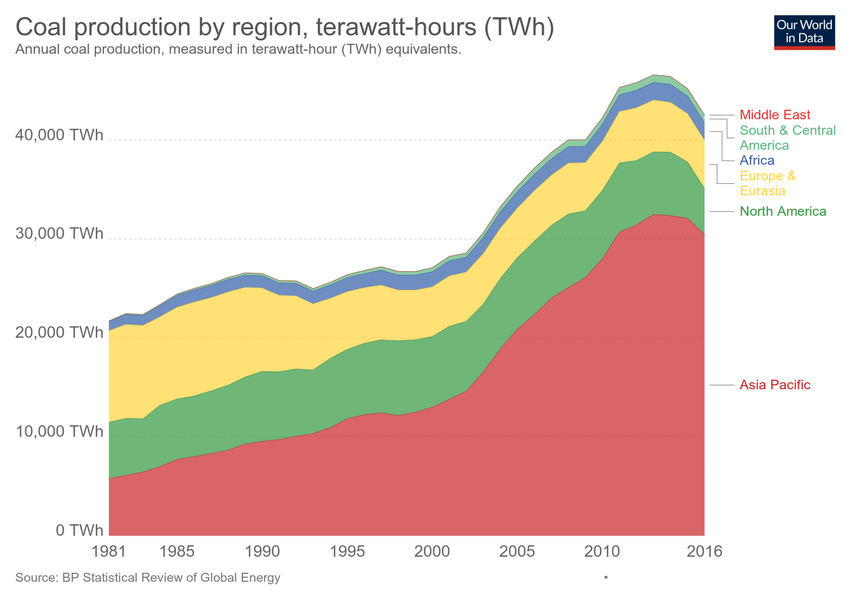 Coal production by region, terawatt-hours (TWh)
Annual coal production, measured in terawatt-hour (TWh) equivalents.
Our World
in Data
40,000 TWh
30,000 TWh
20,000 TWh
10,000 TWh
0 TWh
1981
1985
1990
1995
2000
2005
2010
2016
Middle East
South & Central
America
Africa
Europe &
Eurasia
North America
Asia Pacific
Source: BP Statistical Review of Global Energy
•